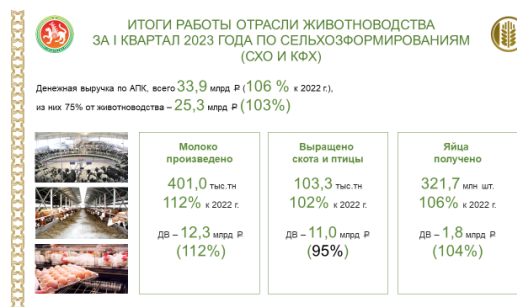 ИТОГИ РАБОТЫ ОТРАСЛИ ЖИВОТНОВОДСТВА
ЗА I КВАРТАЛ 2023 ГОДА ПО СЕЛЬХОЗФОРМИРОВАНИЯМ
(СХО И КФХ)
Денежная выручка по АПК, всего 33,9 млрд ₽ (106 % к 2022 г.),
из них 75% от животноводства – 25,3 млрд ₽ (103%)
Молоко
произведено
401,0 тыс.тн
112% к 2022 г.
ДВ – 12,3 млрд ₽
(112%)
Выращено
скота и птицы
103,3 тыс.тн
102% к 2022 г.
ДВ – 11,0 млрд ₽
(95%)
Яйца
получено
321,7 млн шт.
106% к 2022 г.
ДВ – 1,8 млрд ₽
(104%)